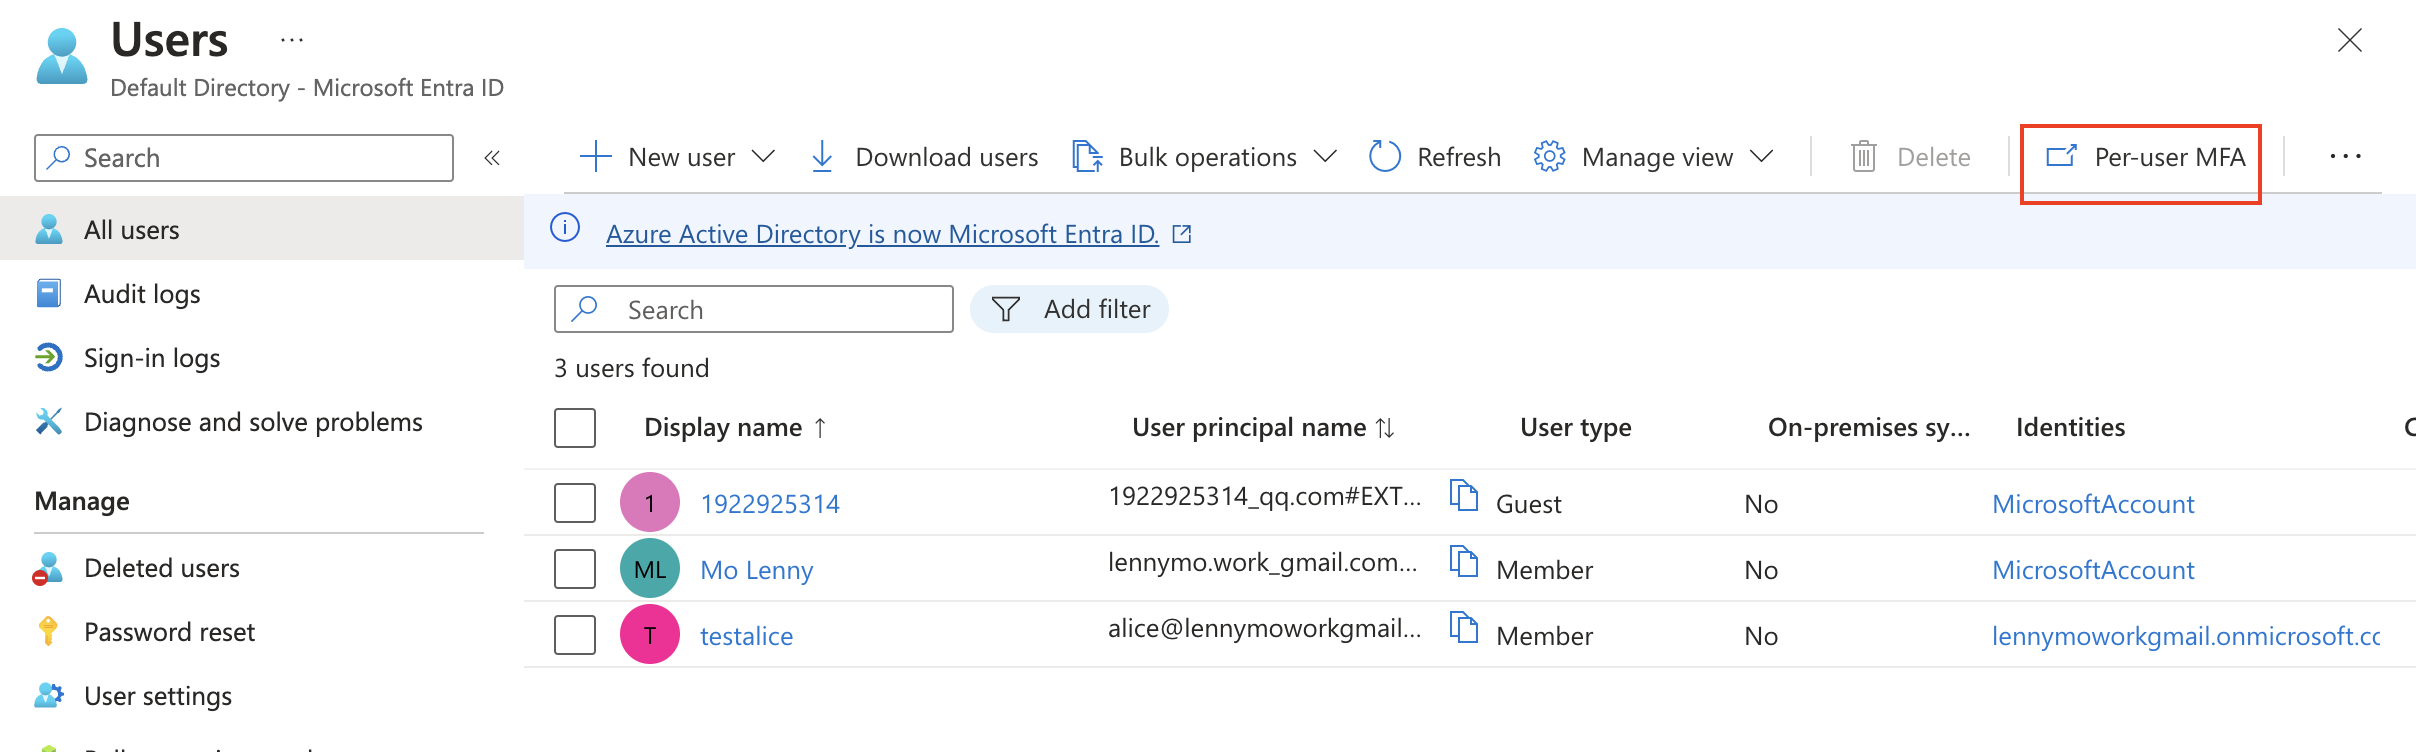 Users ...
Default Directory - Microsoft Entra ID
Search «
New user Download users Bulk operations Refresh Manage view Delete Per-user MFA ...
All users
Audit logs
Sign-in logs
Diagnose and solve problems
Manage
Deleted users
Password reset
User settings
Azure Active Directory is now Microsoft Entra ID.
Search Add filter
3 users found
Display name ↑ User principal name ↑↓ User type On-premises sy... Identities
1 1922925314 1922925314_qq.com#EXT... Guest No MicrosoftAccount
ML Mo Lenny lennymo.work_gmail.com... Member No MicrosoftAccount
T testalice alice@lennymoworkgmail... Member No lennymoworkgmail.onmicrosoft.cc